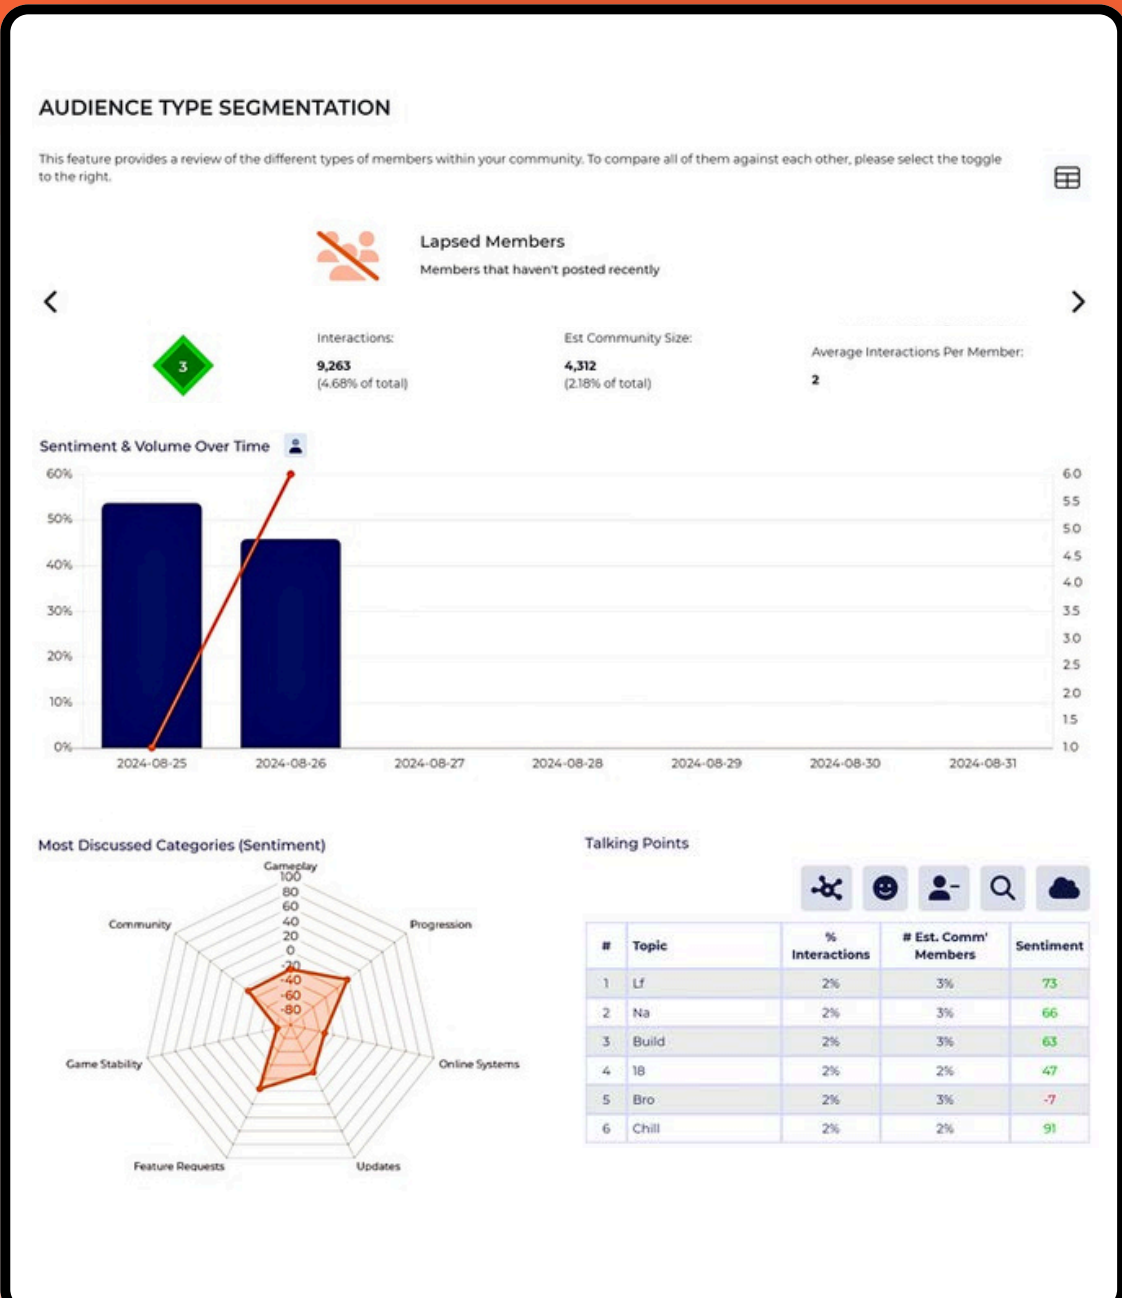 AUDIENCE TYPE SEGMENTATION
This feature provides a review of the different types of members within your community. To compare all of them against each other, please select the toggle
to the right.
Lapsed Members
Members that haven't posted recently
3
Interactions:
9,263
(4.68% of total)
Est Community Size:
4,312
(2.18% of total)
Average Interactions Per Member:
2
Sentiment & Volume Over Time
60%
50%
40%
30%
20%
10%
0%
6.0
5.5
5.0
4.5
4.0
3.5
3.0
2.5
2.0
1.5
1.0
2024-08-25 2024-08-26 2024-08-27 2024-08-28 2024-08-29 2024-08-30 2024-08-31
Most Discussed Categories (Sentiment)
Gameplay
100
80
60
40
20
0
-20
-40
-60
-80
Community
Progression
Game Stability
Online Systems
Feature Requests
Updates
Talking Points
# Topic % Interactions # Est. Comm' Members Sentiment
1 Lf 2% 3% 73
2 Na 2% 3% 66
3 Build 2% 3% 63
4 18 2% 2% 47
5 Bro 2% 3% -7
6 Chill 2% 2% 91